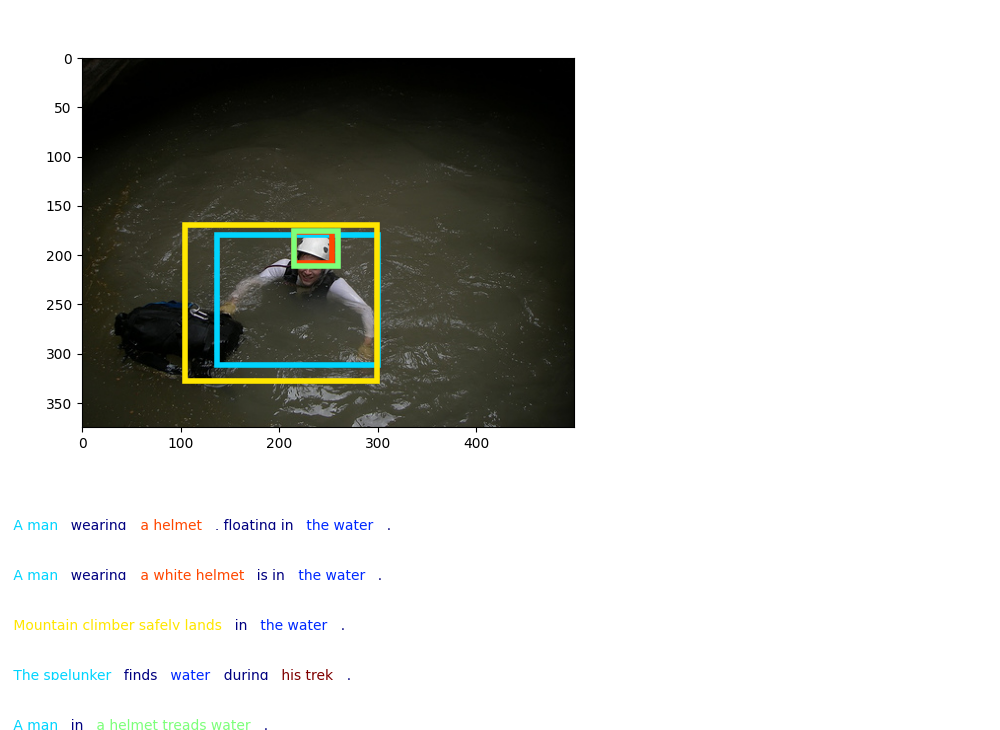 0
50
100
150
200
250
300
350
0 100 200 300 400
A man wearing a helmet , floating in the water .
A man wearing a white helmet is in the water .
Mountain climber safely lands in the water .
The spelunker finds water during his trek .
A man in a helmet treads water .